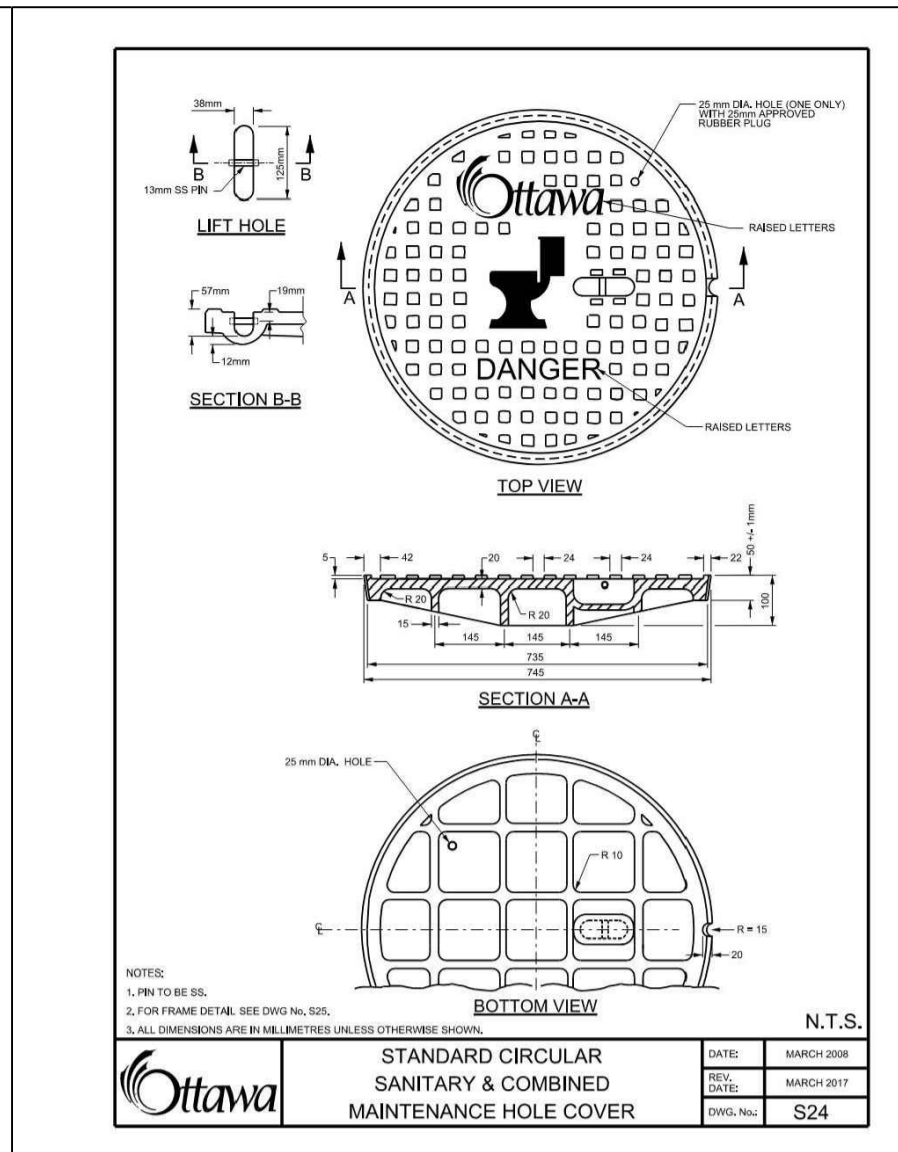 38mm
B
B
125mm
13mm SS PIN
LIFT HOLE
57mm
19mm
12mm
SECTION B-B
25 mm DIA. HOLE (ONE ONLY)
WITH 25mm APPROVED
RUBBER PLUG
Ottawa
RAISED LETTERS
A
A
DANGER
RAISED LETTERS
TOP VIEW
5
42
20
24
24
22
50 +/- 1mm
100
R 20
R 20
15
145
145
145
735
745
SECTION A-A
℄
25 mm DIA. HOLE
R 10
℄
R = 15
20
BOTTOM VIEW
NOTES:
1. PIN TO BE SS.
2. FOR FRAME DETAIL SEE DWG No. S25.
3. ALL DIMENSIONS ARE IN MILLIMETRES UNLESS OTHERWISE SHOWN.
N.T.S.
Ottawa
STANDARD CIRCULAR
SANITARY & COMBINED
MAINTENANCE HOLE COVER
DATE: MARCH 2008
REV. DATE: MARCH 2017
DWG. No.: S24